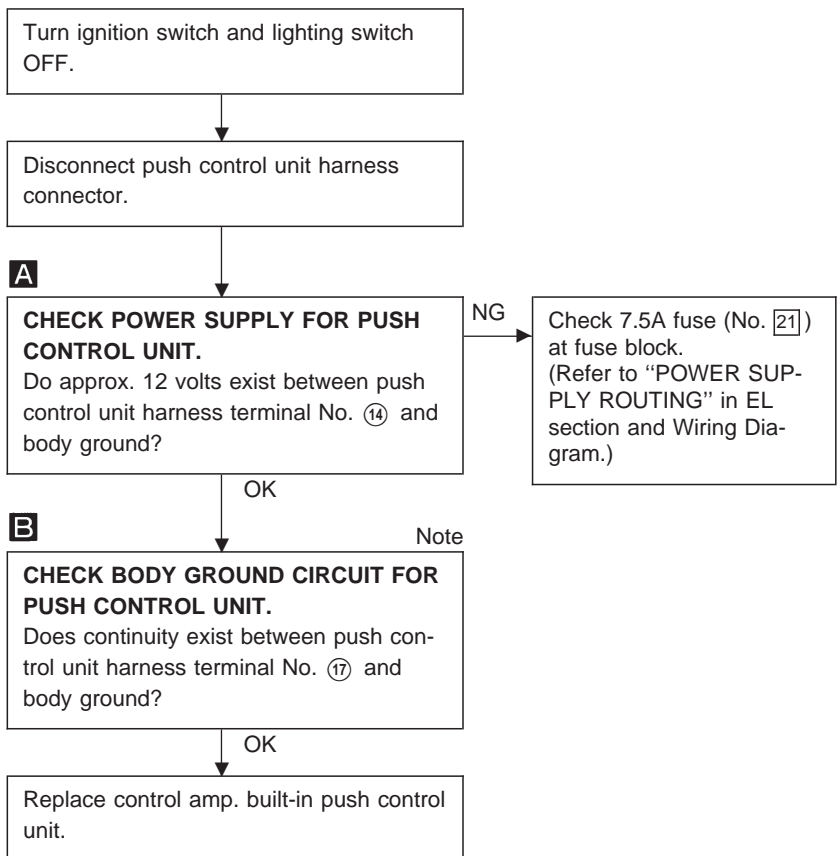 Turn ignition switch and lighting switch
OFF.
Disconnect push control unit harness
connector.
A
CHECK POWER SUPPLY FOR PUSH
CONTROL UNIT.
Do approx. 12 volts exist between push
control unit harness terminal No. ⑭ and
body ground?
NG
Check 7.5A fuse (No. 21)
at fuse block.
(Refer to ‘‘POWER SUP-
PLY ROUTING’’ in EL
section and Wiring Dia-
gram.)
OK
B
Note
CHECK BODY GROUND CIRCUIT FOR
PUSH CONTROL UNIT.
Does continuity exist between push con-
trol unit harness terminal No. ⑰ and
body ground?
OK
Replace control amp. built-in push control
unit.